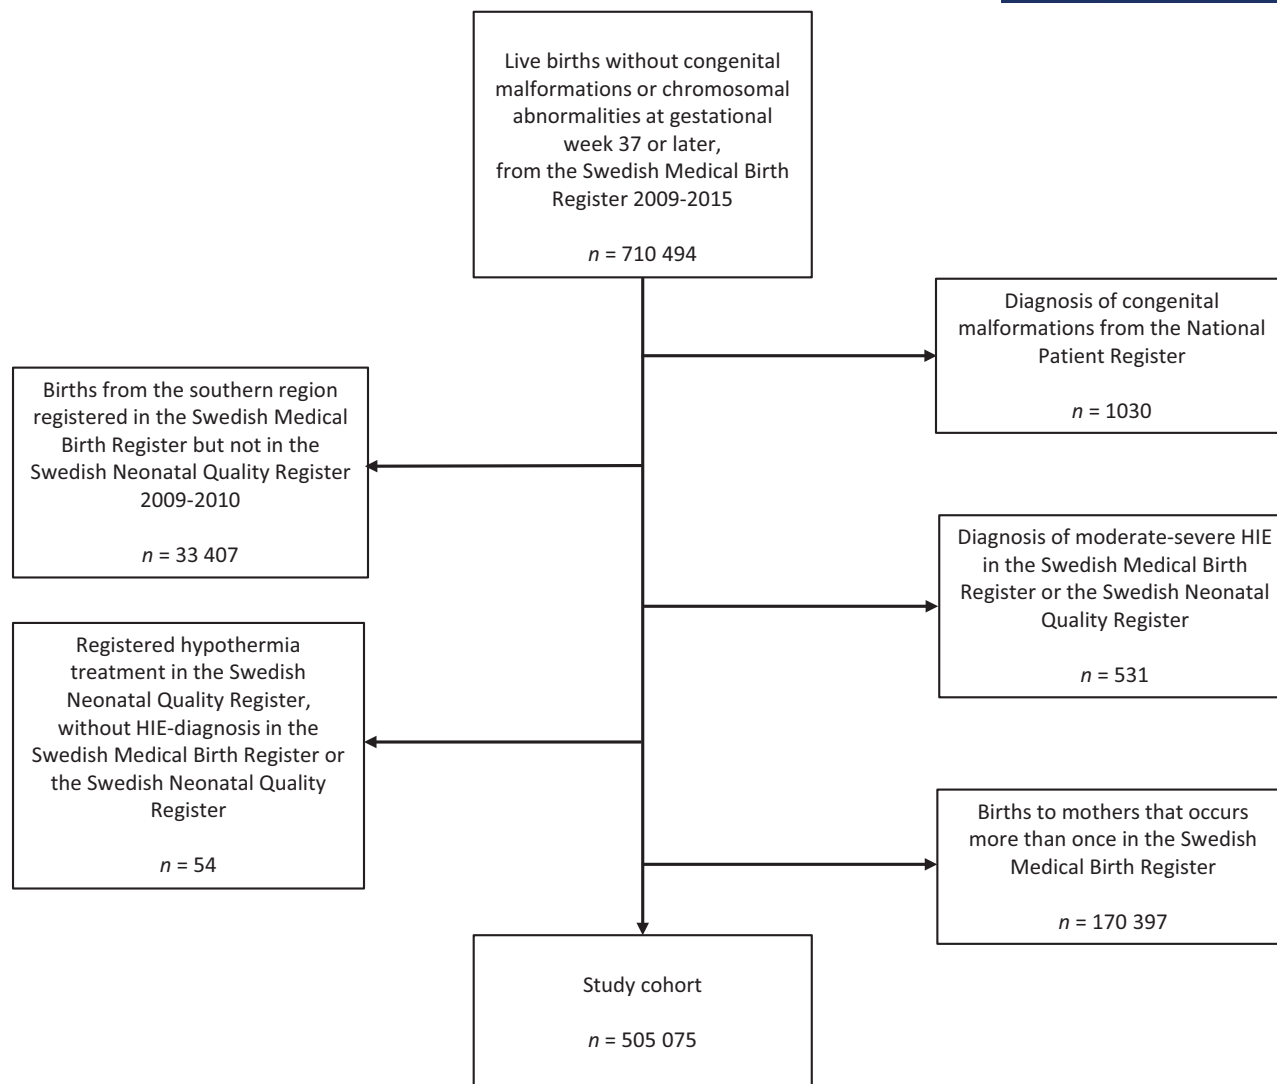 Live births without congenital
malformations or chromosomal
abnormalities at gestational
week 37 or later,
from the Swedish Medical Birth
Register 2009-2015
n = 710 494
Diagnosis of congenital
malformations from the National
Patient Register
n = 1030
Births from the southern region
registered in the Swedish Medical
Birth Register but not in the
Swedish Neonatal Quality Register
2009-2010
n = 33 407
Diagnosis of moderate-severe HIE
in the Swedish Medical Birth
Register or the Swedish Neonatal
Quality Register
n = 531
Registered hypothermia
treatment in the Swedish
Neonatal Quality Register,
without HIE-diagnosis in the
Swedish Medical Birth Register or
the Swedish Neonatal Quality
Register
n = 54
Births to mothers that occurs
more than once in the Swedish
Medical Birth Register
n = 170 397
Study cohort
n = 505 075